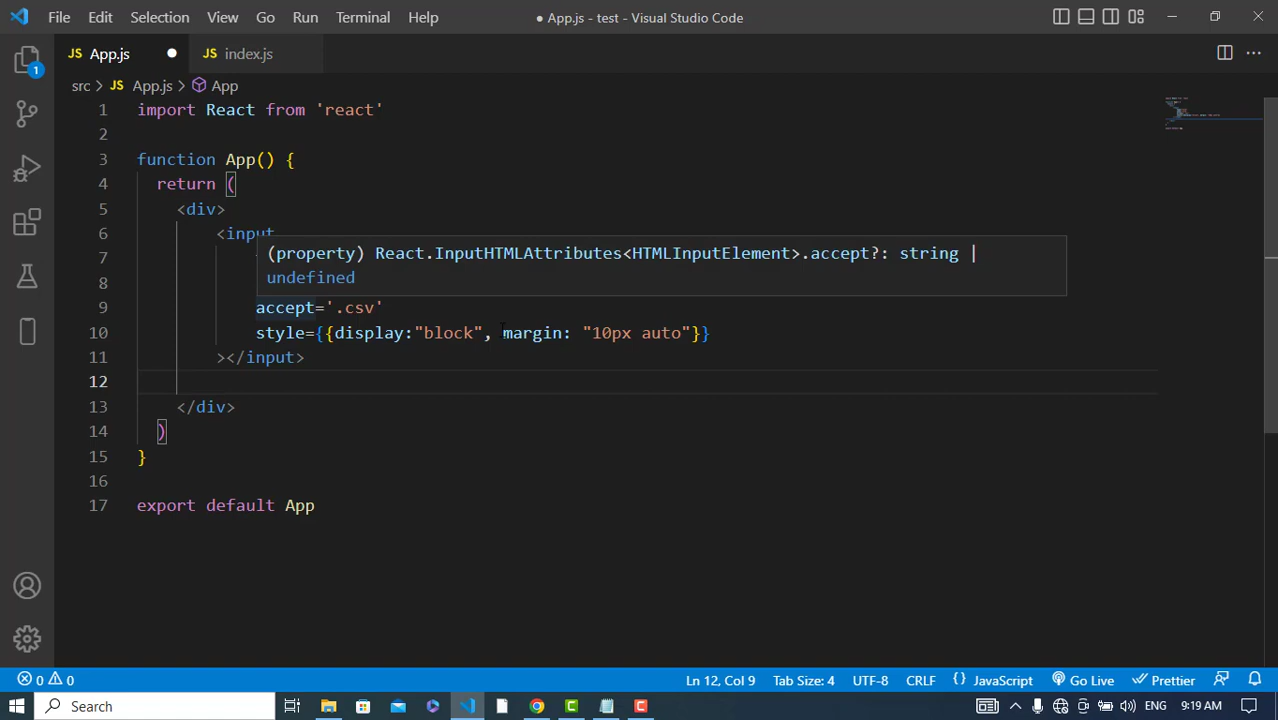 File Edit Selection View Go Run Terminal Help ● App.js - test - Visual Studio Code
JS App.js ● JS index.js
1
src > JS App.js > App
1 import React from 'react'
2
3 function App() {
4 return (
5 <div>
6 <input
(property) React.InputHTMLAttributes<HTMLInputElement>.accept?: string |
7
undefined
8
9 accept='.csv'
10 style={{display:"block", margin: "10px auto"}}
11 ></input>
12
13 </div>
14 )
15 }
16
17 export default App
0 0 Ln 12, Col 9 Tab Size: 4 UTF-8 CRLF {} JavaScript Go Live Prettier
Search ENG 9:19 AM